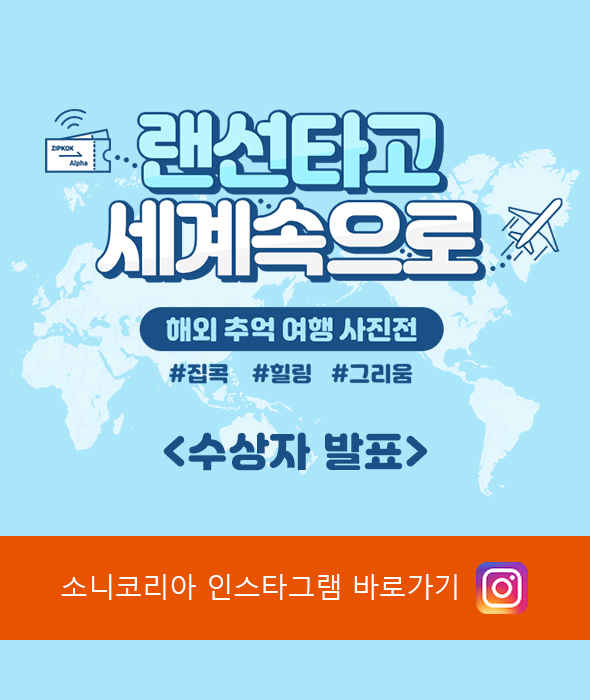 랜선타고
ZIPKOK
Alpha
세계속으로
해외 추억 여행 사진전
#집콕 #힐링 #그리움
<수상자 발표>
소니코리아 인스타그램 바로가기